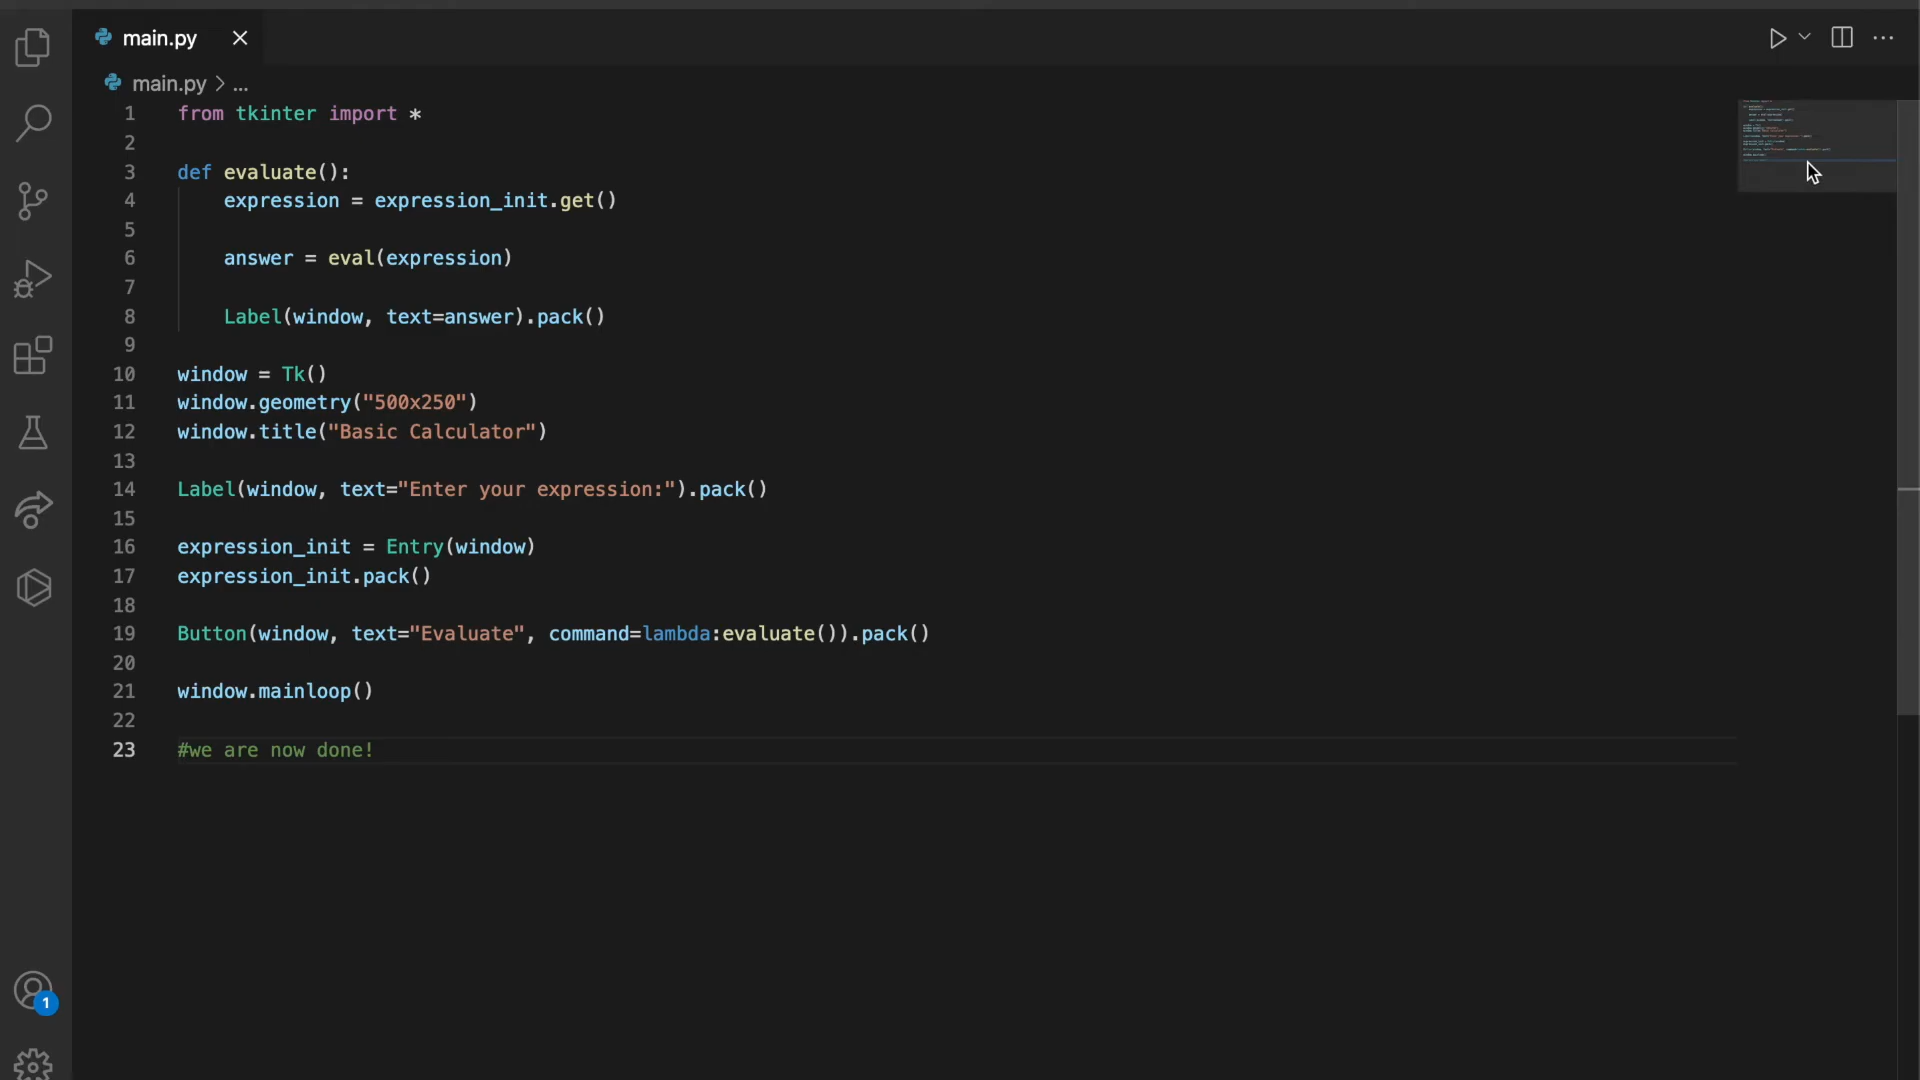 main.py
main.py > ...
1 from tkinter import *
2
3 def evaluate():
4     expression = expression_init.get()
5
6     answer = eval(expression)
7
8     Label(window, text=answer).pack()
9
10 window = Tk()
11 window.geometry("500x250")
12 window.title("Basic Calculator")
13
14 Label(window, text="Enter your expression:").pack()
15
16 expression_init = Entry(window)
17 expression_init.pack()
18
19 Button(window, text="Evaluate", command=lambda:evaluate()).pack()
20
21 window.mainloop()
22
23 #we are now done!
1